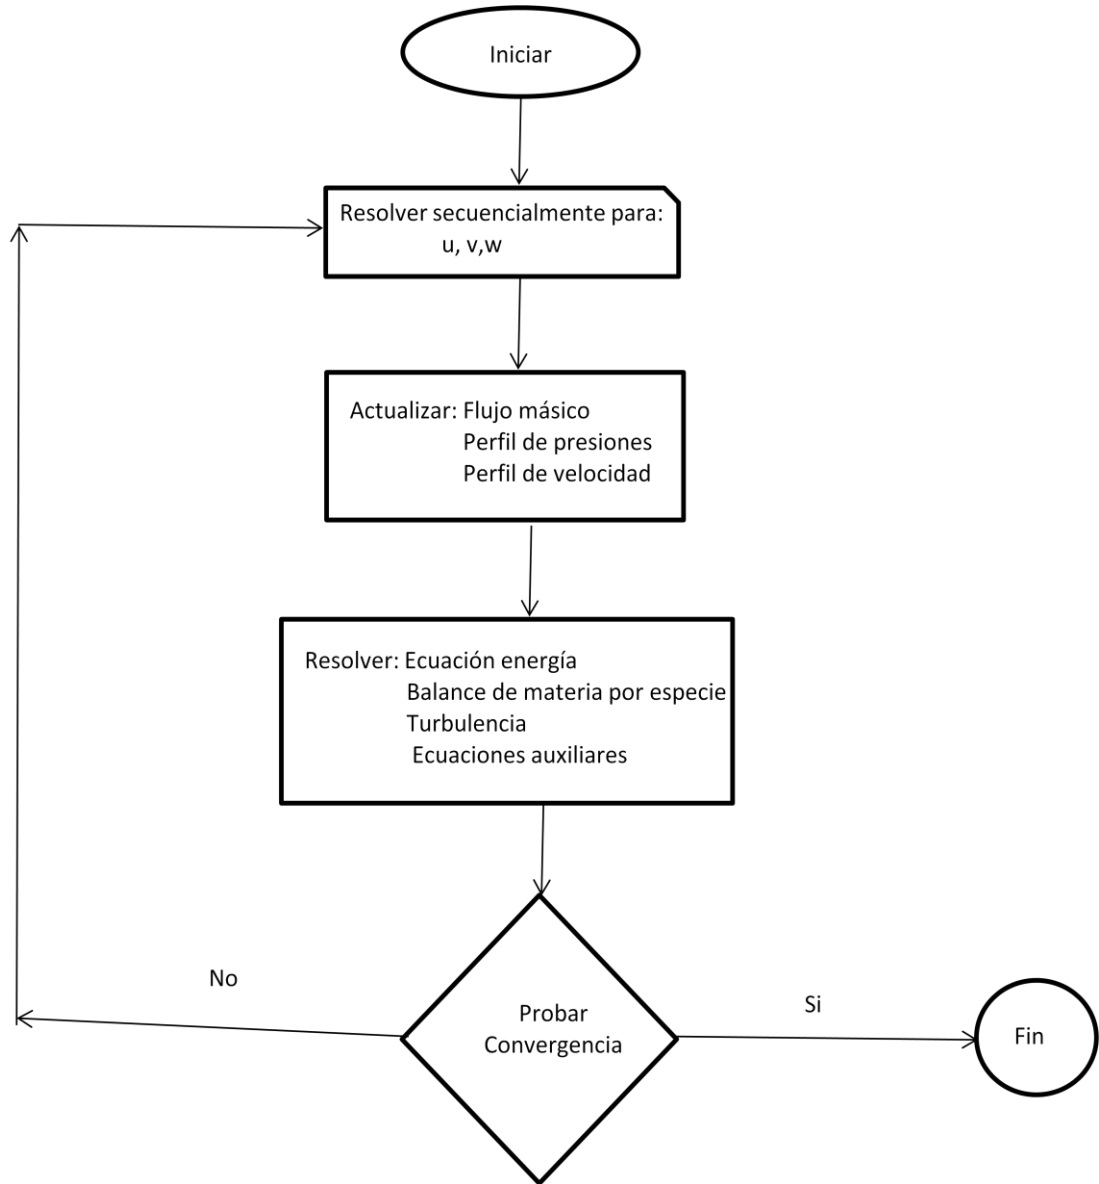 Iniciar
Resolver secuencialmente para:
u, v,w
Actualizar: Flujo másico
Perfil de presiones
Perfil de velocidad
Resolver: Ecuación energía
Balance de materia por especie
Turbulencia
Ecuaciones auxiliares
No
Probar
Convergencia
Si
Fin